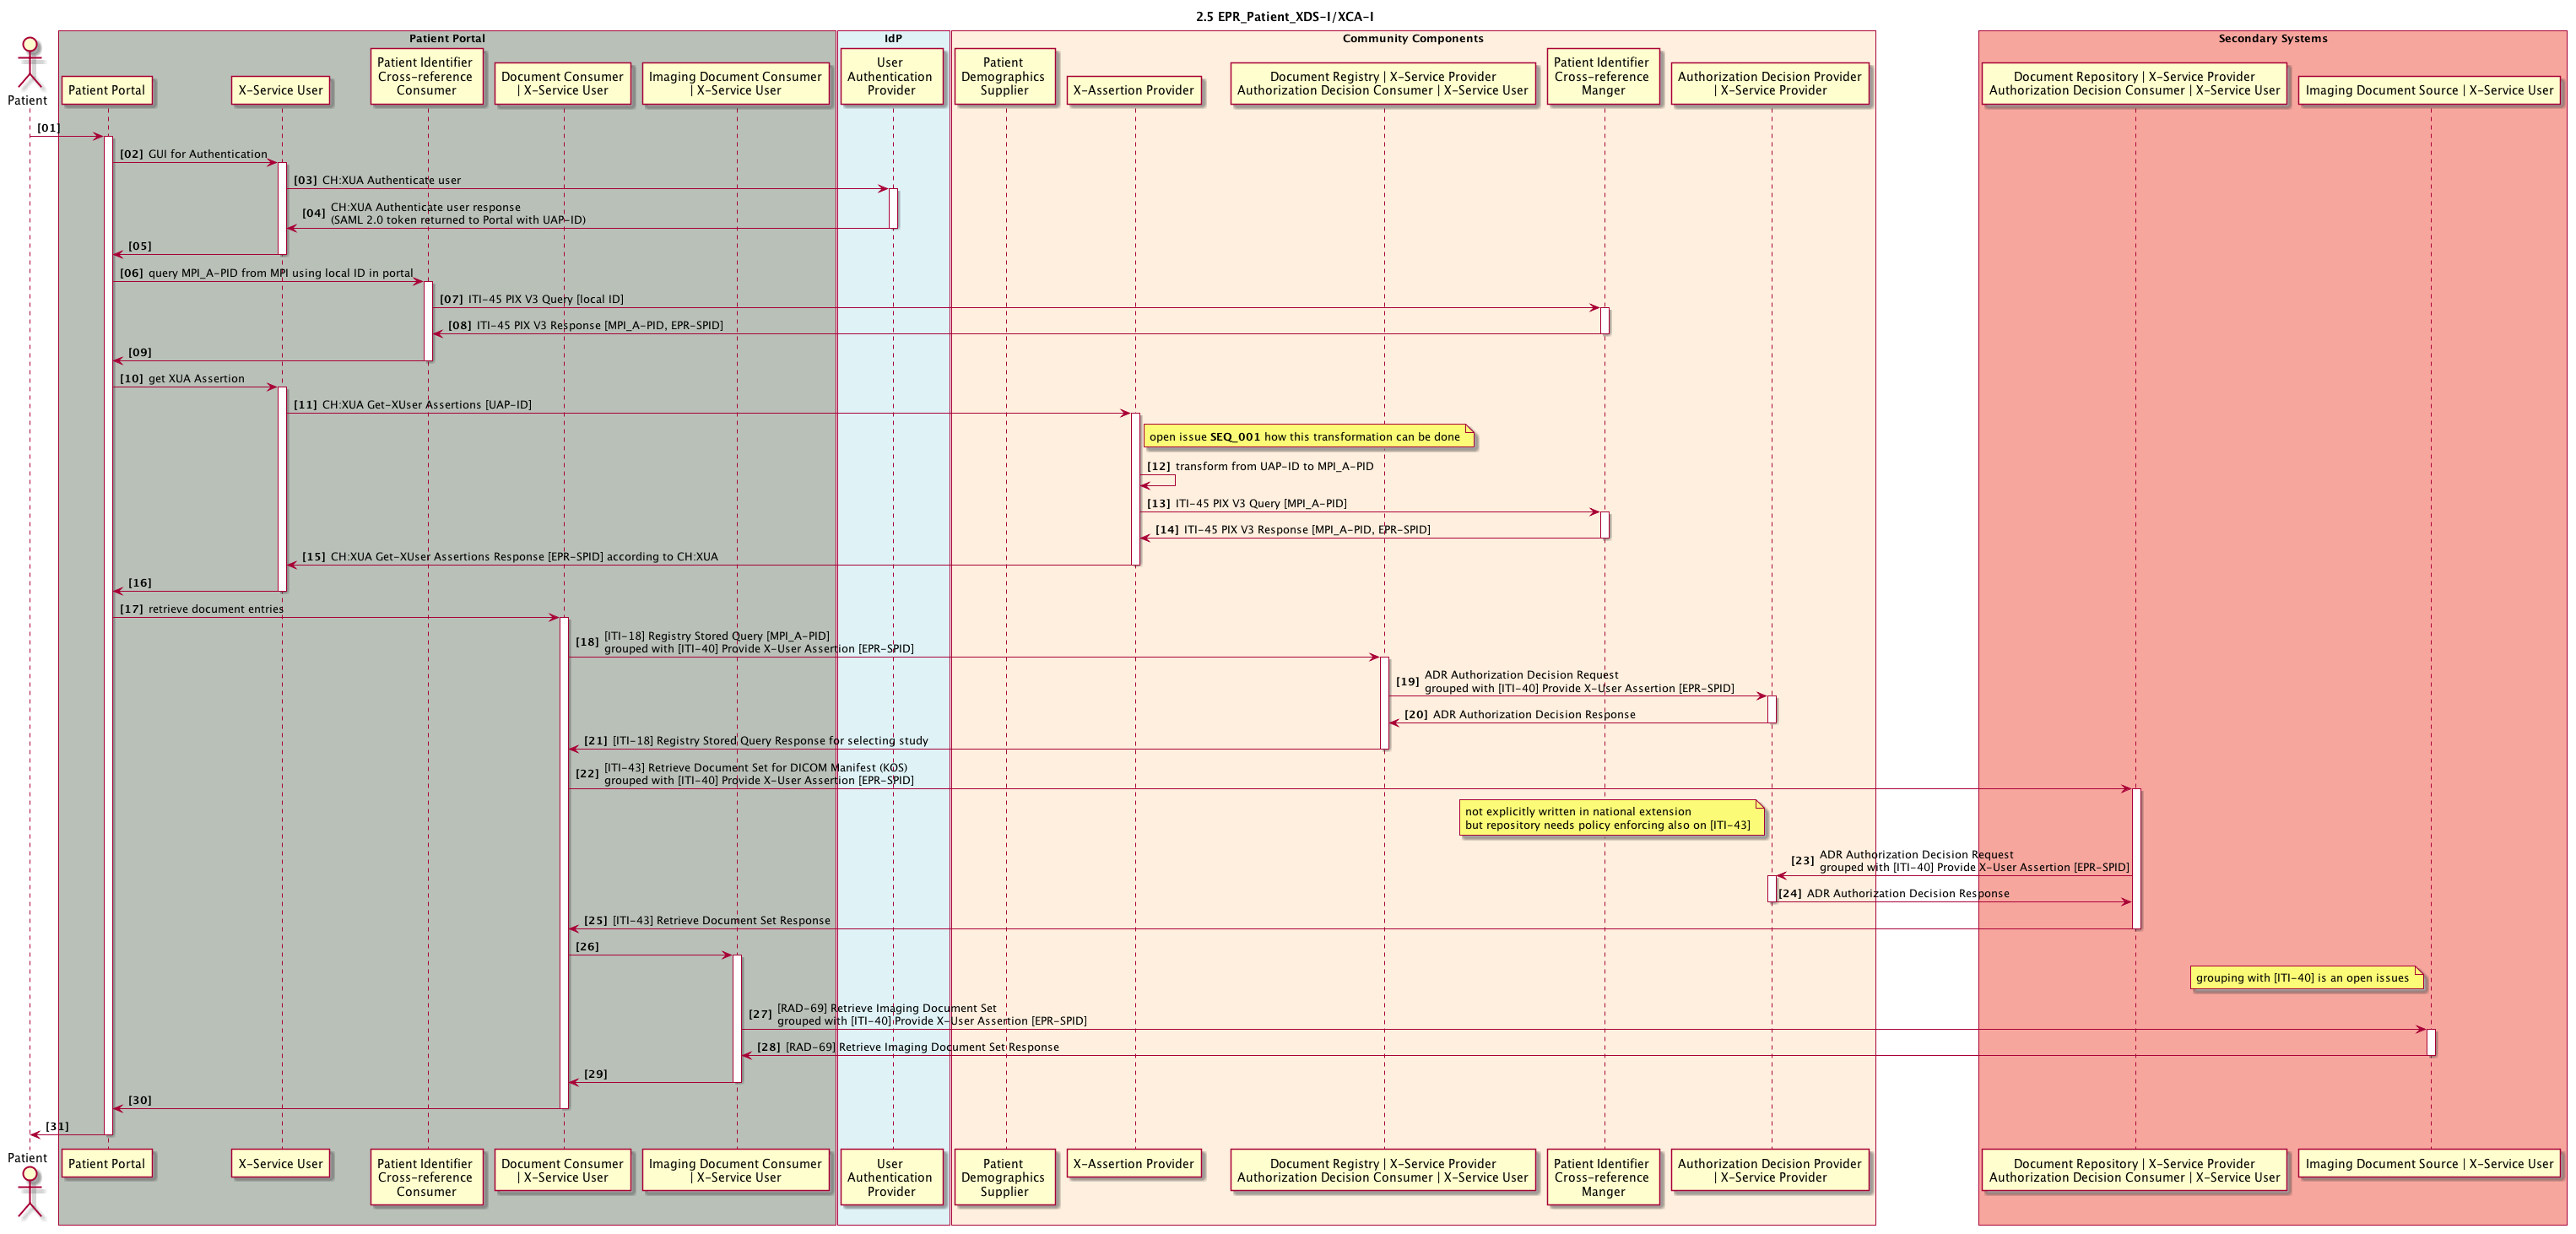 2.5 EPR_Patient_XDS-I/XCA-I
Patient Portal
IdP
Community Components
Secondary Systems
Patient
Patient Portal
X-Service User
Patient Identifier
Cross-reference
Consumer
Document Consumer
| X-Service User
Imaging Document Consumer
| X-Service User
User
Authentication
Provider
Patient
Demographics
Supplier
X-Assertion Provider
Document Registry | X-Service Provider
Authorization Decision Consumer | X-Service User
Patient Identifier
Cross-reference
Manger
Authorization Decision Provider
| X-Service Provider
Document Repository | X-Service Provider
Authorization Decision Consumer | X-Service User
Imaging Document Source | X-Service User
[01]
[02] GUI for Authentication
[03] CH:XUA Authenticate user
[04] CH:XUA Authenticate user response
(SAML 2.0 token returned to Portal with UAP-ID)
[05]
[06] query MPI_A-PID from MPI using local ID in portal
[07] ITI-45 PIX V3 Query [local ID]
[08] ITI-45 PIX V3 Response [MPI_A-PID, EPR-SPID]
[09]
[10] get XUA Assertion
[11] CH:XUA Get-XUser Assertions [UAP-ID]
open issue SEQ_001 how this transformation can be done
[12] transform from UAP-ID to MPI_A-PID
[13] ITI-45 PIX V3 Query [MPI_A-PID]
[14] ITI-45 PIX V3 Response [MPI_A-PID, EPR-SPID]
[15] CH:XUA Get-XUser Assertions Response [EPR-SPID] according to CH:XUA
[16]
[17] retrieve document entries
[18] [ITI-18] Registry Stored Query [MPI_A-PID]
grouped with [ITI-40] Provide X-User Assertion [EPR-SPID]
[19] ADR Authorization Decision Request
grouped with [ITI-40] Provide X-User Assertion [EPR-SPID]
[20] ADR Authorization Decision Response
[21] [ITI-18] Registry Stored Query Response for selecting study
[22] [ITI-43] Retrieve Document Set for DICOM Manifest (KOS)
grouped with [ITI-40] Provide X-User Assertion [EPR-SPID]
not explicitly written in national extension
but repository needs policy enforcing also on [ITI-43]
[23] ADR Authorization Decision Request
grouped with [ITI-40] Provide X-User Assertion [EPR-SPID]
[24] ADR Authorization Decision Response
[25] [ITI-43] Retrieve Document Set Response
[26]
grouping with [ITI-40] is an open issues
[27] [RAD-69] Retrieve Imaging Document Set
grouped with [ITI-40] Provide X-User Assertion [EPR-SPID]
[28] [RAD-69] Retrieve Imaging Document Set Response
[29]
[30]
[31]
Patient
Patient Portal
X-Service User
Patient Identifier
Cross-reference
Consumer
Document Consumer
| X-Service User
Imaging Document Consumer
| X-Service User
User
Authentication
Provider
Patient
Demographics
Supplier
X-Assertion Provider
Document Registry | X-Service Provider
Authorization Decision Consumer | X-Service User
Patient Identifier
Cross-reference
Manger
Authorization Decision Provider
| X-Service Provider
Document Repository | X-Service Provider
Authorization Decision Consumer | X-Service User
Imaging Document Source | X-Service User